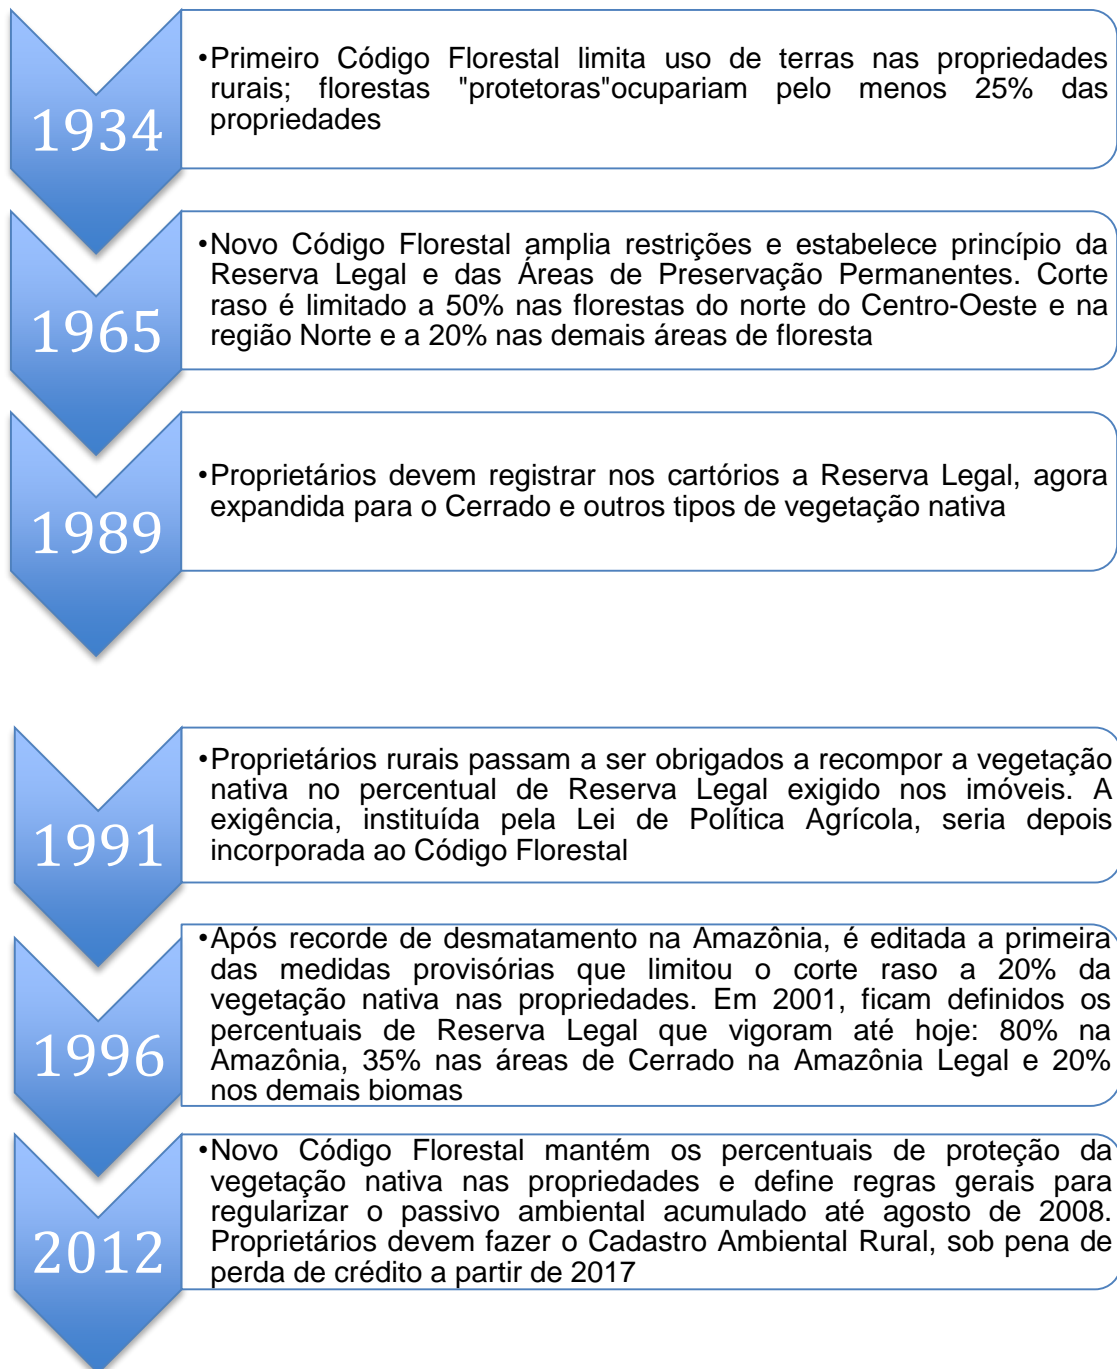 1934
•Primeiro Código Florestal limita uso de terras nas propriedades
rurais; florestas "protetoras"ocupariam pelo menos 25% das
propriedades
1965
•Novo Código Florestal amplia restrições e estabelece princípio da
Reserva Legal e das Áreas de Preservação Permanentes. Corte
raso é limitado a 50% nas florestas do norte do Centro-Oeste e na
região Norte e a 20% nas demais áreas de floresta
1989
•Proprietários devem registrar nos cartórios a Reserva Legal, agora
expandida para o Cerrado e outros tipos de vegetação nativa
1991
•Proprietários rurais passam a ser obrigados a recompor a vegetação
nativa no percentual de Reserva Legal exigido nos imóveis. A
exigência, instituída pela Lei de Política Agrícola, seria depois
incorporada ao Código Florestal
1996
•Após recorde de desmatamento na Amazônia, é editada a primeira
das medidas provisórias que limitou o corte raso a 20% da
vegetação nativa nas propriedades. Em 2001, ficam definidos os
percentuais de Reserva Legal que vigoram até hoje: 80% na
Amazônia, 35% nas áreas de Cerrado na Amazônia Legal e 20%
nos demais biomas
2012
•Novo Código Florestal mantém os percentuais de proteção da
vegetação nativa nas propriedades e define regras gerais para
regularizar o passivo ambiental acumulado até agosto de 2008.
Proprietários devem fazer o Cadastro Ambiental Rural, sob pena de
perda de crédito a partir de 2017